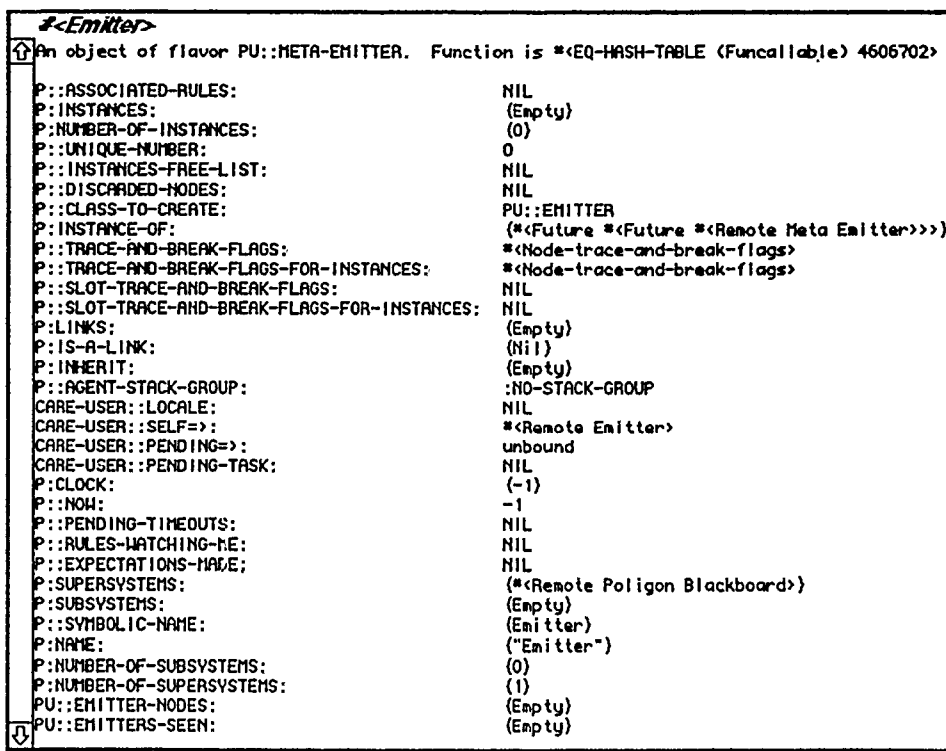 #<Emitter>
An object of flavor PU::META-EMITTER. Function is #<EQ-HASH-TABLE (Funcallable) 4606702>
P::ASSOCIATED-RULES: NIL
P:INSTANCES: {Empty}
P:NUMBER-OF-INSTANCES: {0}
P::UNIQUE-NUMBER: 0
P::INSTANCES-FREE-LIST: NIL
P::DISCARDED-NODES: NIL
P::CLASS-TO-CREATE: PU::EMITTER
P:INSTANCE-OF: {#<Future #<Future #<Remote Meta Emitter>>>}
P::TRACE-AND-BREAK-FLAGS: #<Node-trace-and-break-flags>
P::TRACE-AND-BREAK-FLAGS-FOR-INSTANCES: #<Node-trace-and-break-flags>
P::SLOT-TRACE-AND-BREAK-FLAGS: NIL
P::SLOT-TRACE-AND-BREAK-FLAGS-FOR-INSTANCES: NIL
P:LINKS: {Empty}
P:IS-A-LINK: {Nil}
P:INHERIT: {Empty}
P::AGENT-STACK-GROUP: :NO-STACK-GROUP
CARE-USER::LOCALE: NIL
CARE-USER::SELF=>: #<Remote Emitter>
CARE-USER::PENDING=>: unbound
CARE-USER::PENDING-TASK: NIL
P:CLOCK: {-1}
P::NOW: -1
P::PENDING-TIMEOUTS: NIL
P::RULES-WATCHING-ME: NIL
P::EXPECTATIONS-MADE: NIL
P:SUPERSYSTEMS: {#<Remote Poligon Blackboard>}
P:SUBSYSTEMS: {Empty}
P::SYMBOLIC-NAME: {Emitter}
P:NAME: {"Emitter"}
P:NUMBER-OF-SUBSYSTEMS: {0}
P:NUMBER-OF-SUPERSYSTEMS: {1}
PU::EMITTER-NODES: {Empty}
PU::EMITTERS-SEEN: {Empty}